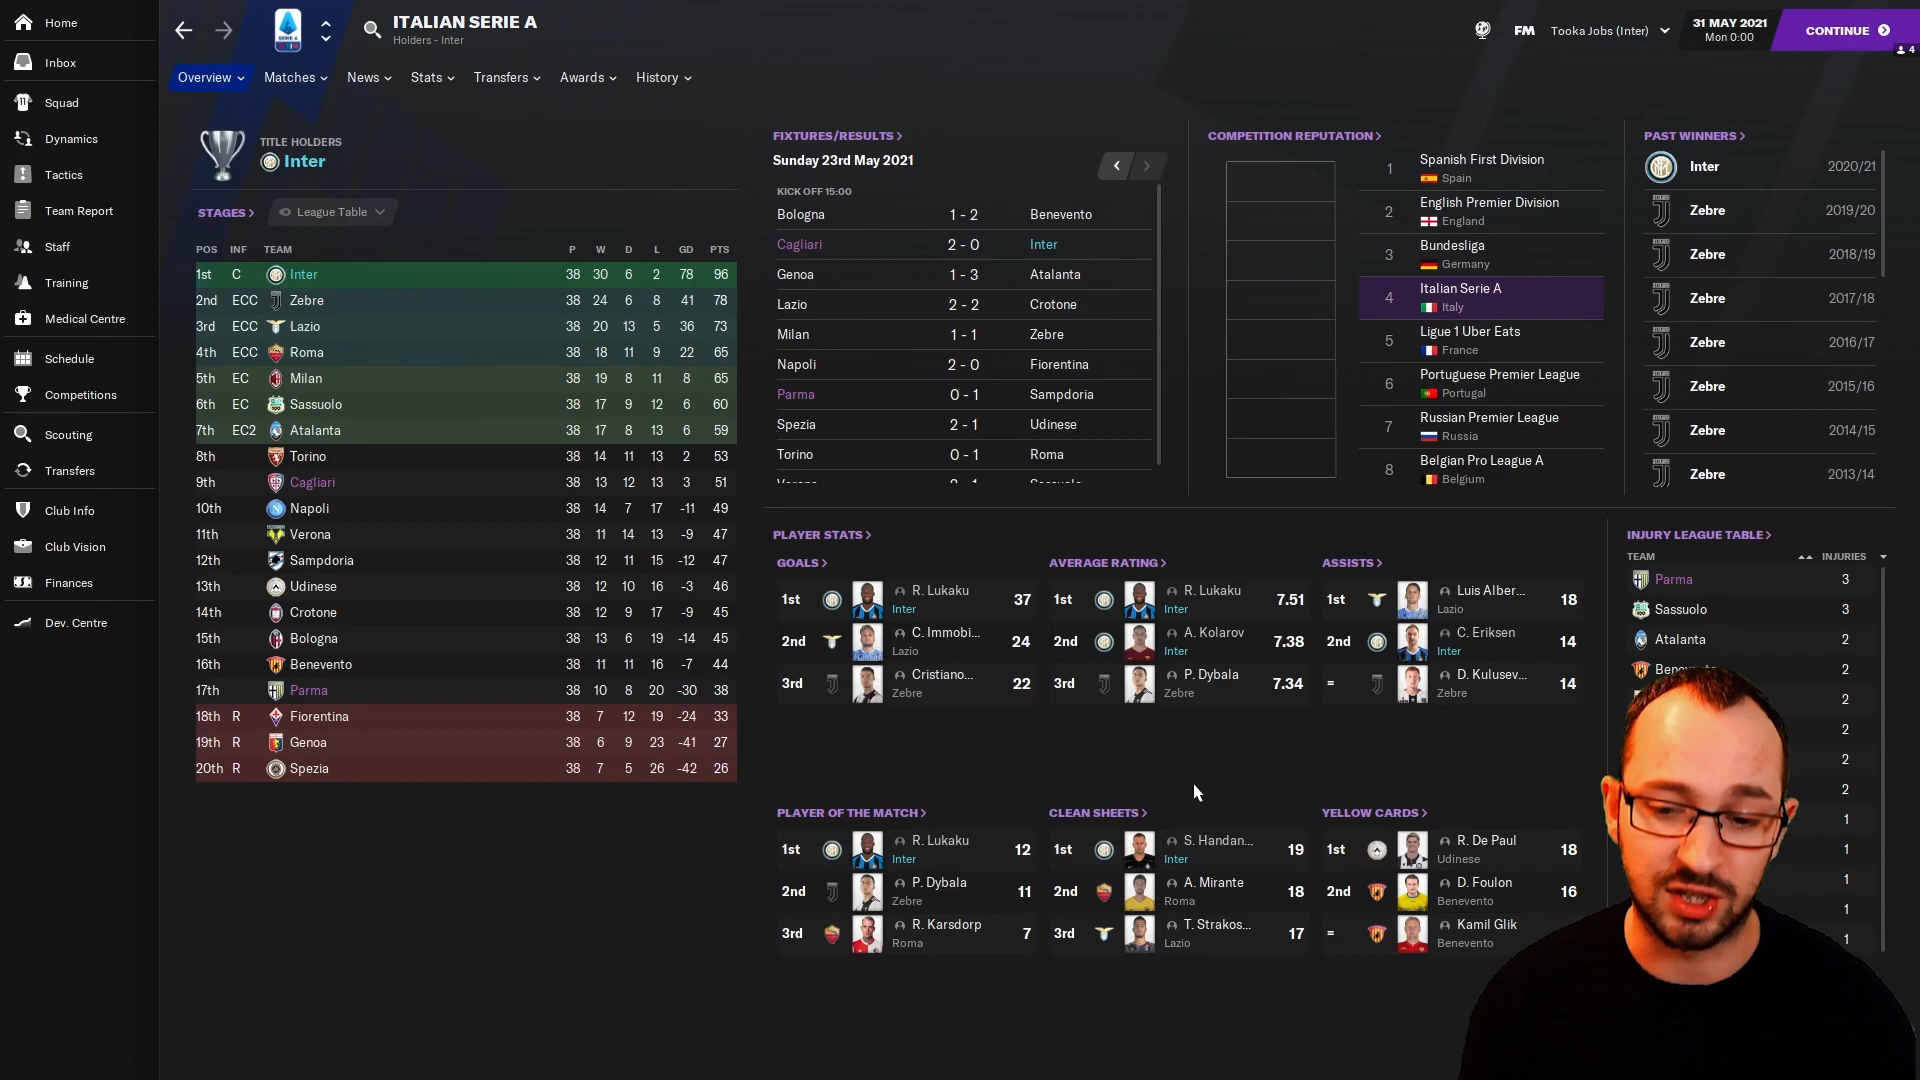 Home
Inbox
Squad
Dynamics
Tactics
Team Report
Staff
Training
Medical Centre
Schedule
Competitions
Scouting
Transfers
Club Info
Club Vision
Finances
Dev. Centre
ITALIAN SERIE A
Holders - Inter
FM Tooka Jobs (Inter)
31 MAY 2021
Mon 0:00
CONTINUE
4
Overview Matches News Stats Transfers Awards History
TITLE HOLDERS
Inter
STAGES League Table
POS INF TEAM P W D L GD PTS
1st C Inter 38 30 6 2 78 96
2nd ECC Zebre 38 24 6 8 41 78
3rd ECC Lazio 38 20 13 5 36 73
4th ECC Roma 38 18 11 9 22 65
5th EC Milan 38 19 8 11 8 65
6th EC Sassuolo 38 17 9 12 6 60
7th EC2 Atalanta 38 17 8 13 6 59
8th Torino 38 14 11 13 2 53
9th Cagliari 38 13 12 13 3 51
10th Napoli 38 14 7 17 -11 49
11th Verona 38 11 14 13 -9 47
12th Sampdoria 38 12 11 15 -12 47
13th Udinese 38 12 10 16 -3 46
14th Crotone 38 12 9 17 -9 45
15th Bologna 38 13 6 19 -14 45
16th Benevento 38 11 11 16 -7 44
17th Parma 38 10 8 20 -30 38
18th R Fiorentina 38 7 12 19 -24 33
19th R Genoa 38 6 9 23 -41 27
20th R Spezia 38 7 5 26 -42 26
FIXTURES/RESULTS
Sunday 23rd May 2021
KICK OFF 15:00
Bologna 1 - 2 Benevento
Cagliari 2 - 0 Inter
Genoa 1 - 3 Atalanta
Lazio 2 - 2 Crotone
Milan 1 - 1 Zebre
Napoli 2 - 0 Fiorentina
Parma 0 - 1 Sampdoria
Spezia 2 - 1 Udinese
Torino 0 - 1 Roma
COMPETITION REPUTATION
1 Spanish First Division
Spain
2 English Premier Division
England
3 Bundesliga
Germany
4 Italian Serie A
Italy
5 Ligue 1 Uber Eats
France
6 Portuguese Premier League
Portugal
7 Russian Premier League
Russia
8 Belgian Pro League A
Belgium
PAST WINNERS
Inter 2020/21
Zebre 2019/20
Zebre 2018/19
Zebre 2017/18
Zebre 2016/17
Zebre 2015/16
Zebre 2014/15
Zebre 2013/14
PLAYER STATS
GOALS
1st R. Lukaku 37
Inter
2nd C. Immobi... 24
Lazio
3rd Cristiano... 22
Zebre
AVERAGE RATING
1st R. Lukaku 7.51
Inter
2nd A. Kolarov 7.38
Inter
3rd P. Dybala 7.34
Zebre
ASSISTS
1st Luis Alber... 18
Lazio
2nd C. Eriksen 14
Inter
= D. Kulusev... 14
Zebre
PLAYER OF THE MATCH
1st R. Lukaku 12
Inter
2nd P. Dybala 11
Zebre
3rd R. Karsdorp 7
Roma
CLEAN SHEETS
1st S. Handan... 19
Inter
2nd A. Mirante 18
Roma
3rd T. Strakos... 17
Lazio
YELLOW CARDS
1st R. De Paul 18
Udinese
2nd D. Foulon 16
Benevento
= Kamil Glik
Benevento
INJURY LEAGUE TABLE
TEAM INJURIES
Parma 3
Sassuolo 3
Atalanta 2
2
2
2
2
2
1
1
1
1
1